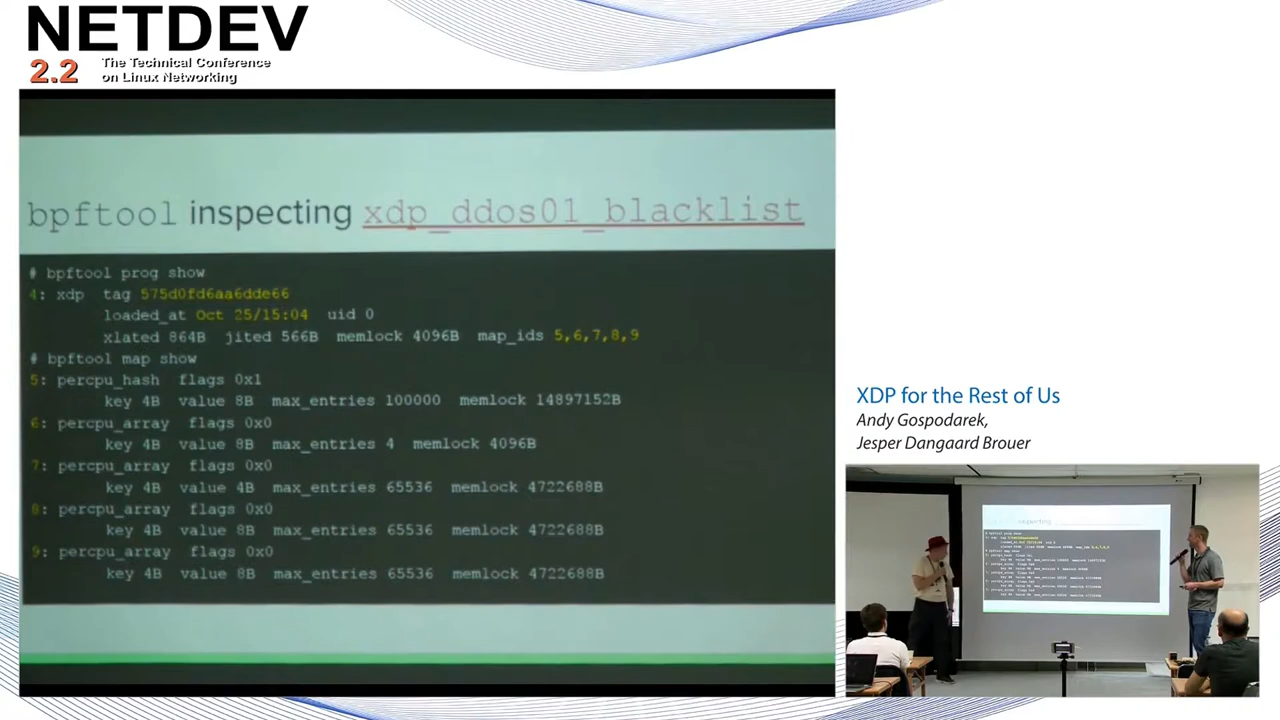 NETDEV
2.2 The Technical Conference
on Linux Networking
bpftool inspecting xdp_ddos01_blacklist
# bpftool prog show
4: xdp tag 575d0fd6aa6dde66
loaded_at Oct 25/15:04 uid 0
xlated 864B jited 566B memlock 4096B map_ids 5,6,7,8,9
# bpftool map show
5: percpu_hash flags 0x1
key 4B value 8B max_entries 100000 memlock 14897152B
6: percpu_array flags 0x0
key 4B value 8B max_entries 4 memlock 4096B
7: percpu_array flags 0x0
key 4B value 4B max_entries 65536 memlock 4722688B
8: percpu_array flags 0x0
key 4B value 8B max_entries 65536 memlock 4722688B
9: percpu_array flags 0x0
key 4B value 8B max_entries 65536 memlock 4722688B
XDP for the Rest of Us
Andy Gospodarek,
Jesper Dangaard Brouer